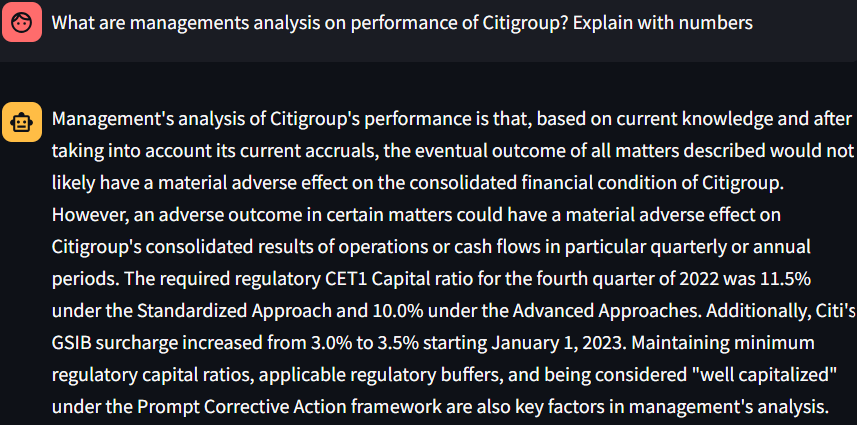 What are managements analysis on performance of Citigroup? Explain with numbers
Management's analysis of Citigroup's performance is that, based on current knowledge and after
taking into account its current accruals, the eventual outcome of all matters described would not
likely have a material adverse effect on the consolidated financial condition of Citigroup.
However, an adverse outcome in certain matters could have a material adverse effect on
Citigroup's consolidated results of operations or cash flows in particular quarterly or annual
periods. The required regulatory CET1 Capital ratio for the fourth quarter of 2022 was 11.5%
under the Standardized Approach and 10.0% under the Advanced Approaches. Additionally, Citi's
GSIB surcharge increased from 3.0% to 3.5% starting January 1, 2023. Maintaining minimum
regulatory capital ratios, applicable regulatory buffers, and being considered "well capitalized"
under the Prompt Corrective Action framework are also key factors in management's analysis.